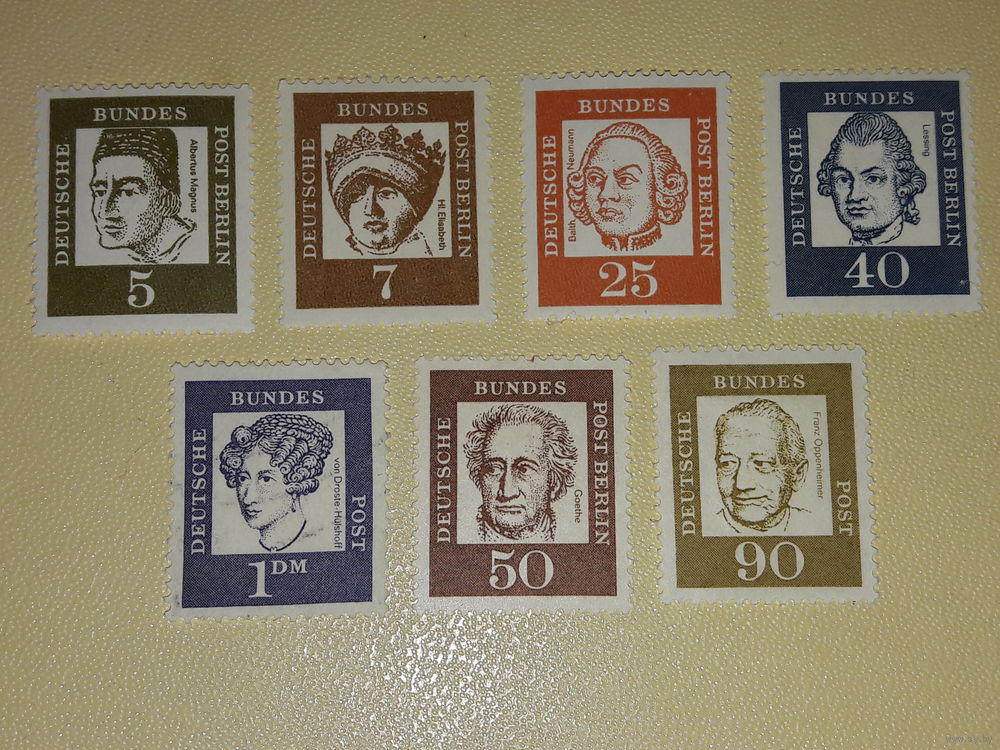 DEUTSCHE BUNDES POST BERLIN
Albertus Magnus
5
DEUTSCHE BUNDES POST BERLIN
Hl. Elisabeth
7
DEUTSCHE BUNDES POST BERLIN
Balth. Neumann
25
DEUTSCHE BUNDES POST BERLIN
Lessing
40
DEUTSCHE BUNDES POST
von Droste-Hülshoff
1 DM
DEUTSCHE BUNDES POST BERLIN
Goethe
50
DEUTSCHE BUNDES POST
Franz Oppenheimer
90